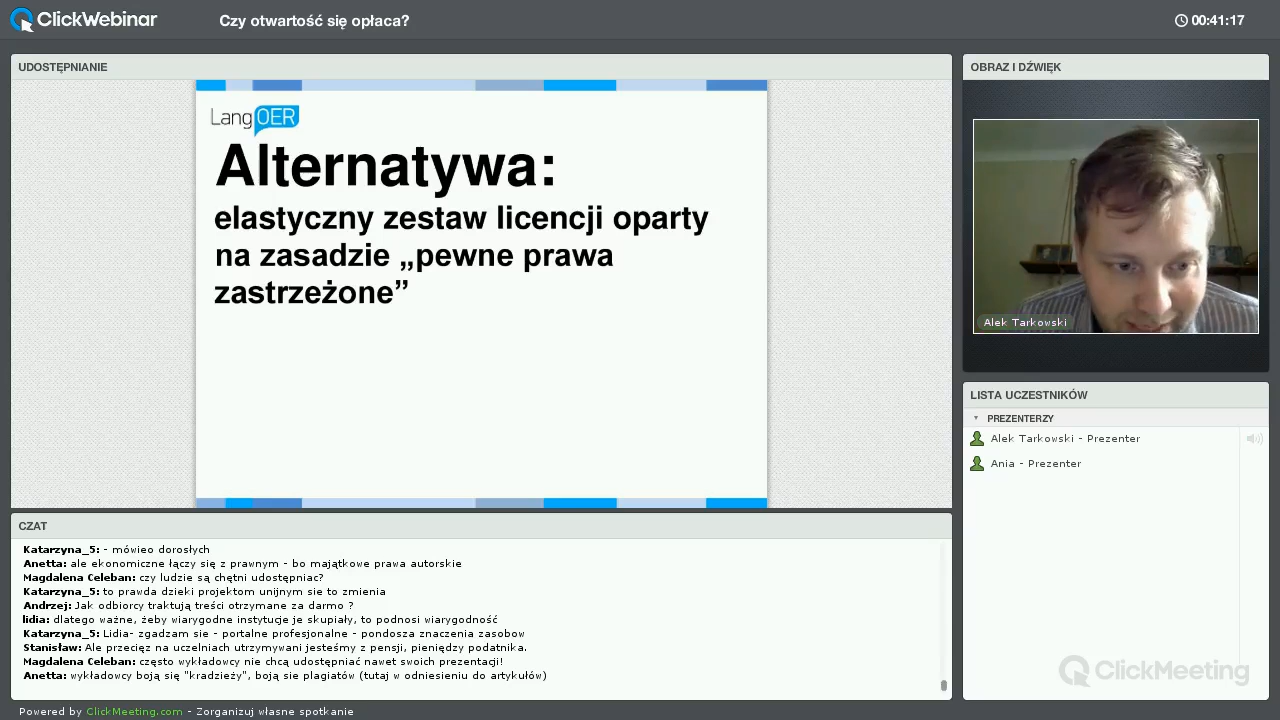 ClickWebinar
Czy otwartość się opłaca?
00:41:17
UDOSTĘPNIANIE
LangOER
Alternatywa:
elastyczny zestaw licencji oparty
na zasadzie „pewne prawa
zastrzeżone”
OBRAZ I DŹWIĘK
Alek Tarkowski
LISTA UCZESTNIKÓW
PREZENTERZY
Alek Tarkowski - Prezenter
Ania - Prezenter
ClickMeeting
CZAT
Katarzyna_5: - mówieo dorosłych
Anetta: ale ekonomiczne łączy się z prawnym - bo majątkowe prawa autorskie
Magdalena Celeban: czy ludzie są chętni udostępniac?
Katarzyna_5: to prawda dzieki projektom unijnym sie to zmienia
Andrzej: Jak odbiorcy traktują treści otrzymane za darmo ?
lidia: dlatego ważne, żeby wiarygodne instytucje je skupiały, to podnosi wiarygodność
Katarzyna_5: Lidia- zgadzam sie - portalne profesjonalne - pondosza znaczenia zasobow
Stanisław: Ale przecięz na uczelniach utrzymywani jesteśmy z pensji, pieniędzy podatnika.
Magdalena Celeban: często wykładowcy nie chcą udostępniać nawet swoich prezentacji!
Anetta: wykładowcy boją się "kradzieży", boją sie plagiatów (tutaj w odniesieniu do artykułów)
Powered by ClickMeeting.com - Zorganizuj własne spotkanie